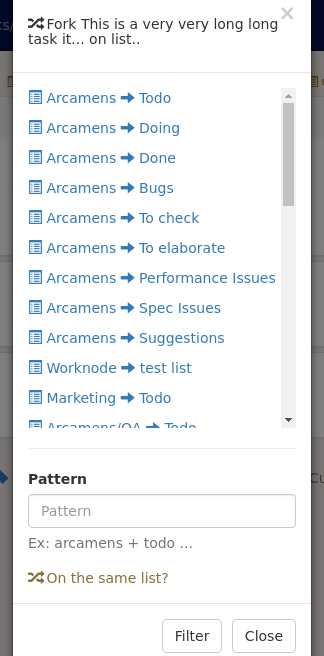 ×
Fork This is a very very very long long
task it... on list..
Arcamens Todo
Arcamens Doing
Arcamens Done
Arcamens Bugs
Arcamens To check
Arcamens To elaborate
Arcamens Performance Issues
Arcamens Spec Issues
Arcamens Suggestions
Worknode test list
Marketing Todo
Arcamens/QA Todo
Pattern
Pattern
Ex: arcamens + todo ...
On the same list?
Filter Close